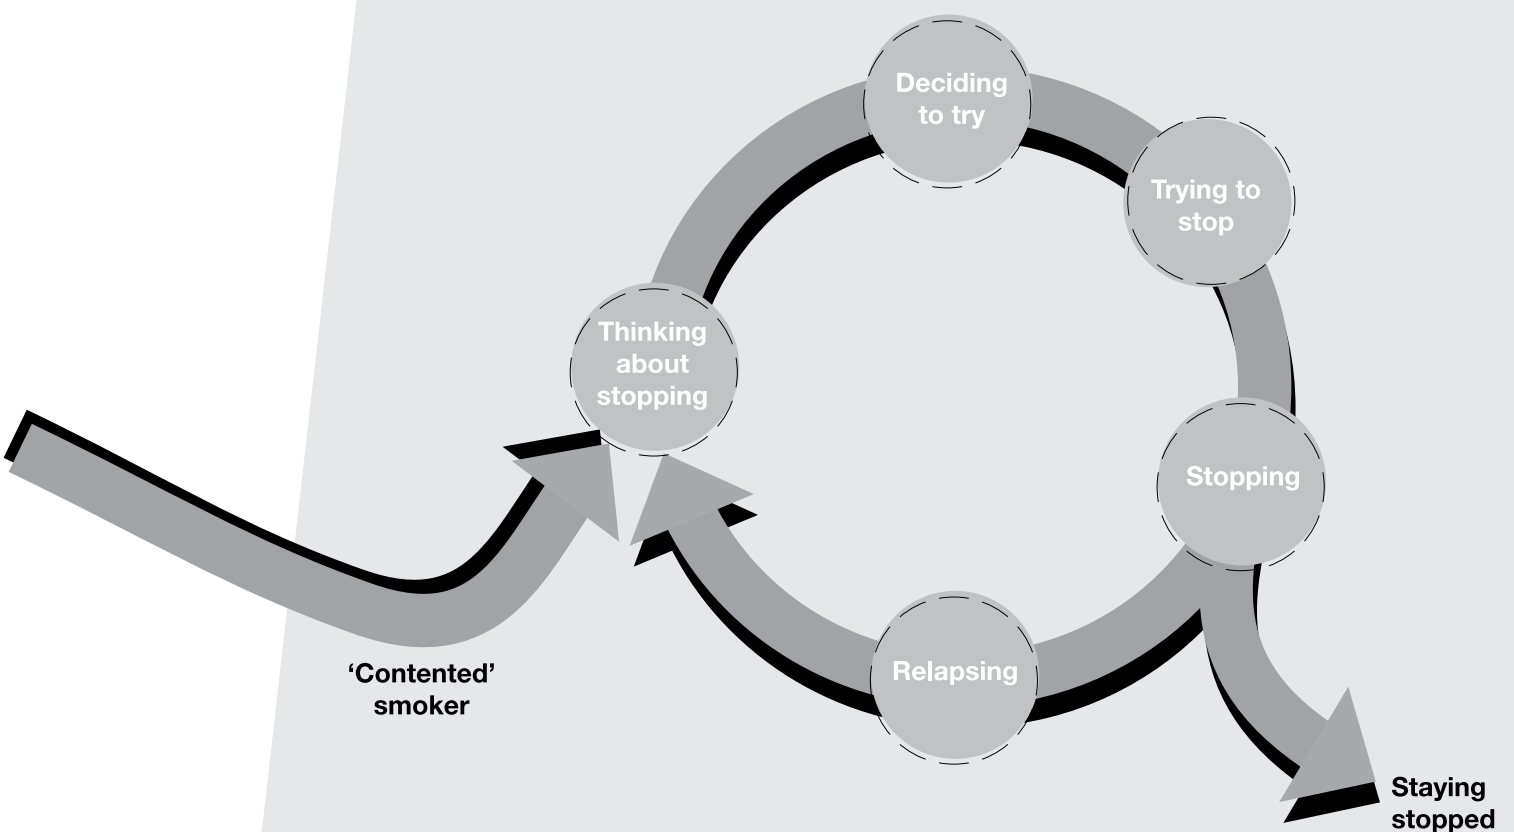 Deciding
to try
Trying to
stop
Thinking
about
stopping
Stopping
Relapsing
‘Contented’
smoker
Staying
stopped